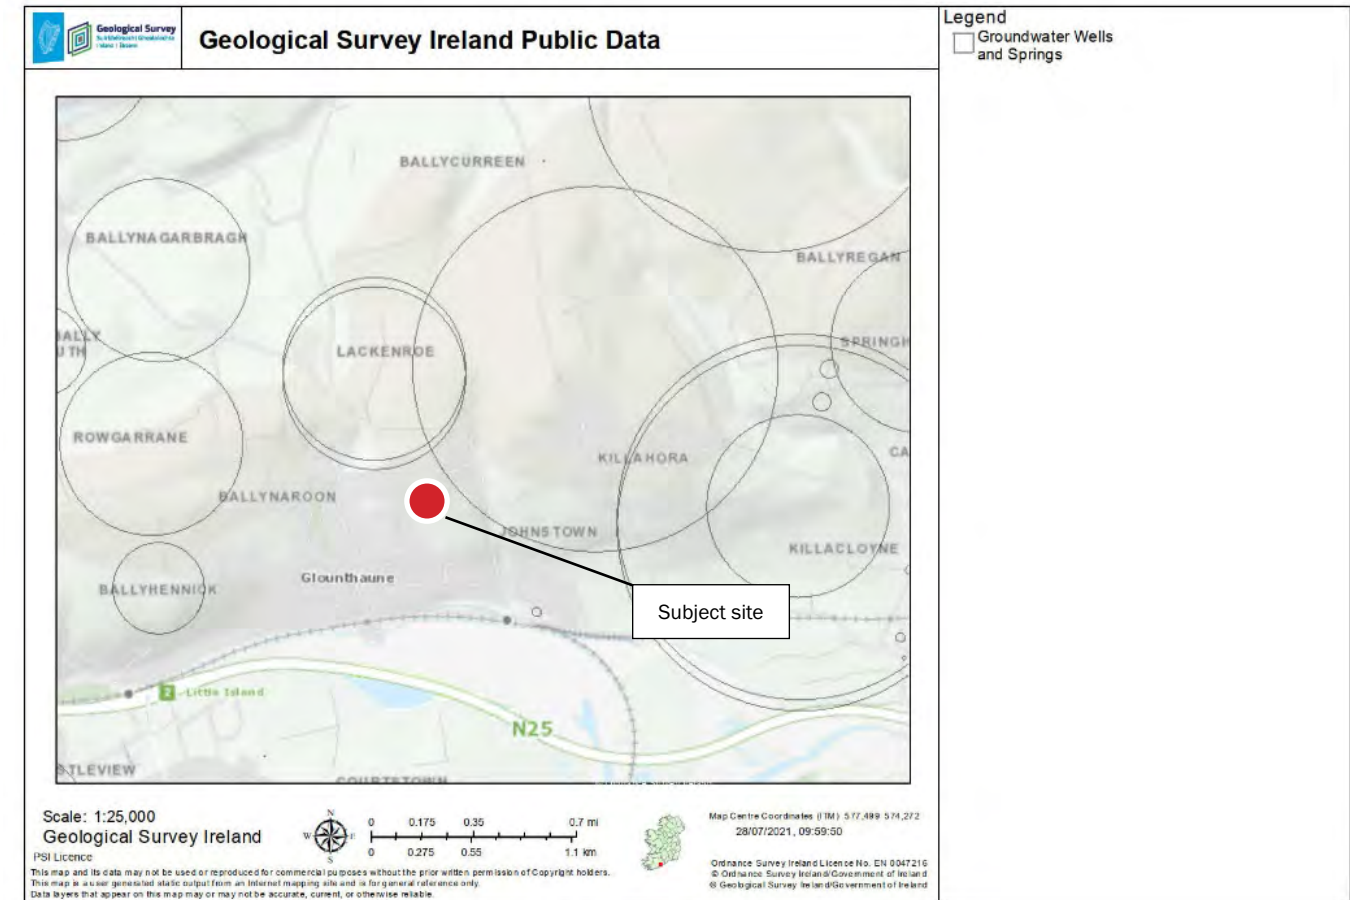 Geological Survey
Geological Survey Ireland Public Data
Legend
Groundwater Wells
and Springs
BALLYCURREEN
BALLYNAGARBRAGH
BALLYREGAN
ALLY
UTH
LACKENROE
SPRINGH
ROWGARRANE
KILLAHORA
CA
BALLYNAROON
JOHNSTOWN
KILLACLOYNE
Glounthaune
BALLYHENNICK
Subject site
2 Little Island
N25
STLEVIEW
COURTSTOWN
Scale: 1:25,000
Geological Survey Ireland
PSI Licence
N
W E
S
0 0.175 0.35 0.7 mi
0 0.275 0.55 1.1 km
Map Centre Coordinates (ITM) 577,499 574,272
28/07/2021, 09:59:50
Ordnance Survey Ireland Licence No. EN 0047216
© Ordnance Survey Ireland/Government of Ireland
© Geological Survey Ireland/Government of Ireland
This map and its data may not be used or reproduced for commercial purposes without the prior written permission of Copyright holders.
This map is a user generated static output from an Internet mapping site and is for general reference only.
Data layers that appear on this map may or may not be accurate, current, or otherwise reliable.